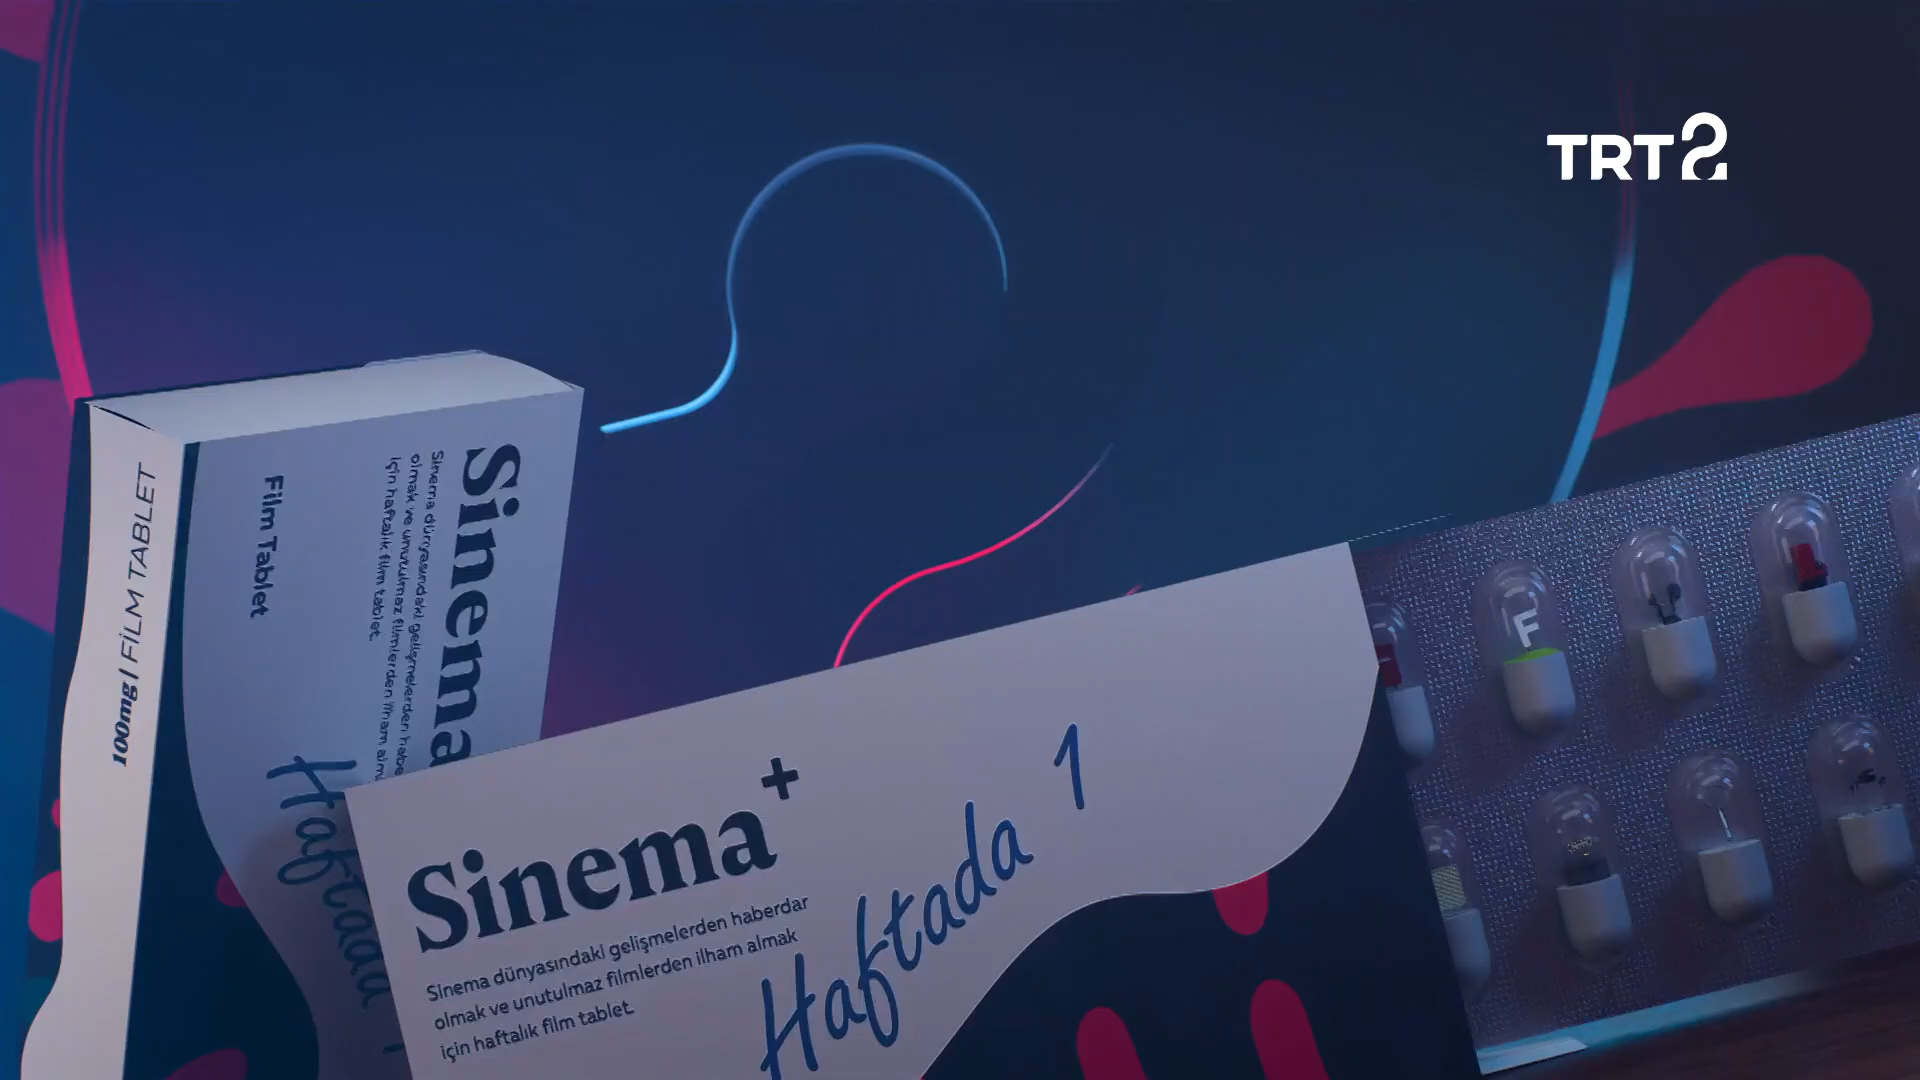 TRT2
100mg | FİLM TABLET
Sinema
Sinema dünyasındaki gelişmelerden
olmak ve unutulmaz filmlerden ilham
için haftalık film tablet.
Film Tablet
Haftada 1
Sinema+
Sinema dünyasındaki gelişmelerden haberdar
olmak ve unutulmaz filmlerden ilham almak
için haftalık film tablet.
Haftada 1
F